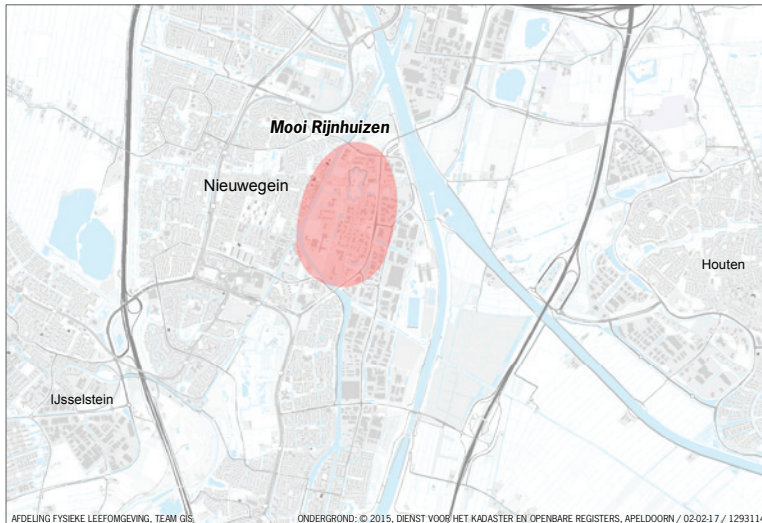 Mooi Rijnhuizen
Nieuwegein
Houten
IJsselstein
AFDELING FYSIEKE LEEFOMGEVING, TEAM GIS, ONDERGROND: © 2015, DIENST VOOR HET KADASTER EN OPENBARE REGISTERS, APELDOORN / 02-02-17 / 1293114